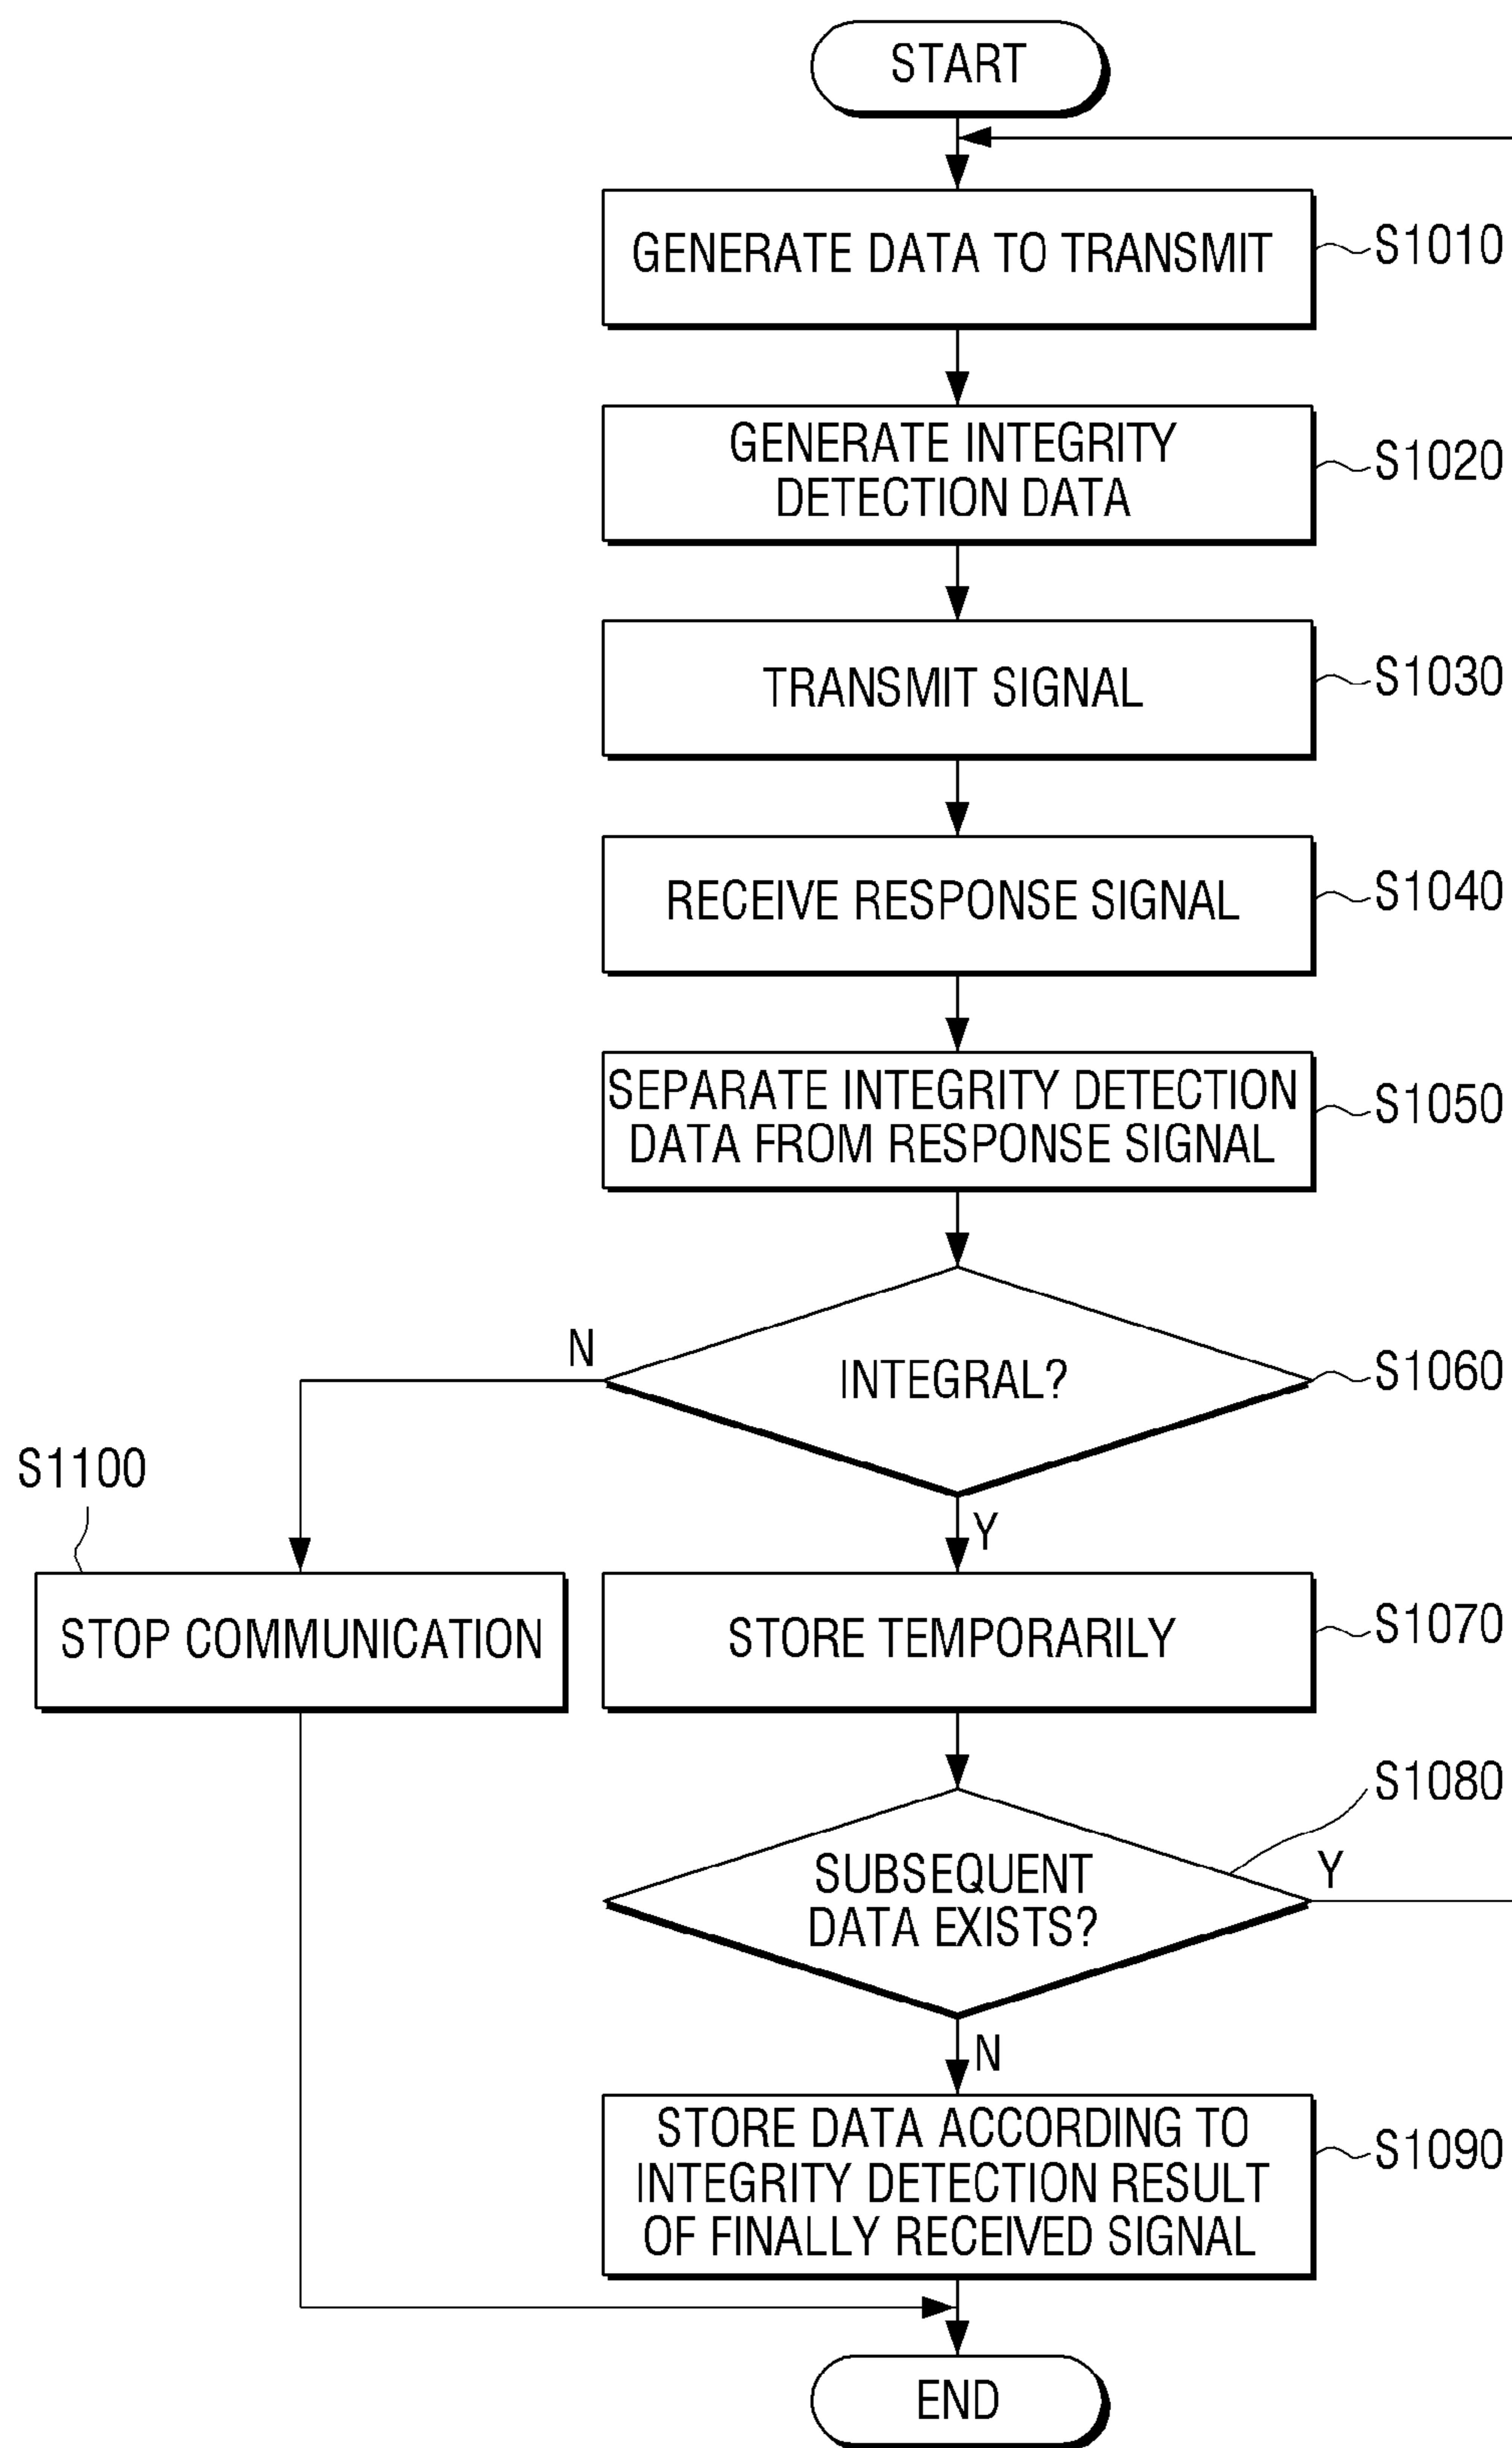 START
GENERATE DATA TO TRANSMIT
S1010
GENERATE INTEGRITY
DETECTION DATA
S1020
TRANSMIT SIGNAL
S1030
RECEIVE RESPONSE SIGNAL
S1040
SEPARATE INTEGRITY DETECTION
DATA FROM RESPONSE SIGNAL
S1050
N
INTEGRAL?
S1060
S1100
Y
STOP COMMUNICATION
STORE TEMPORARILY
S1070
S1080
SUBSEQUENT
DATA EXISTS?
Y
N
STORE DATA ACCORDING TO
INTEGRITY DETECTION RESULT
OF FINALLY RECEIVED SIGNAL
S1090
END